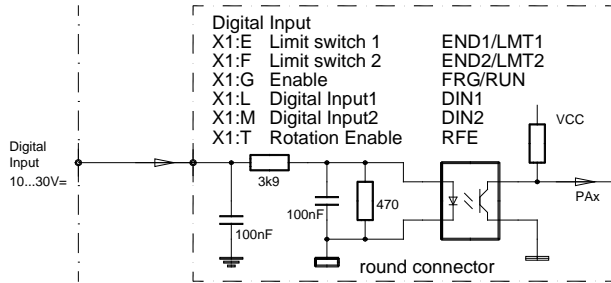 Digital Input
X1:E Limit switch 1 END1/LMT1
X1:F Limit switch 2 END2/LMT2
X1:G Enable FRG/RUN
X1:L Digital Input1 DIN1
X1:M Digital Input2 DIN2
X1:T Rotation Enable RFE
VCC
Digital
Input
10...30V=
3k9
PAx
100nF
470
100nF
round connector